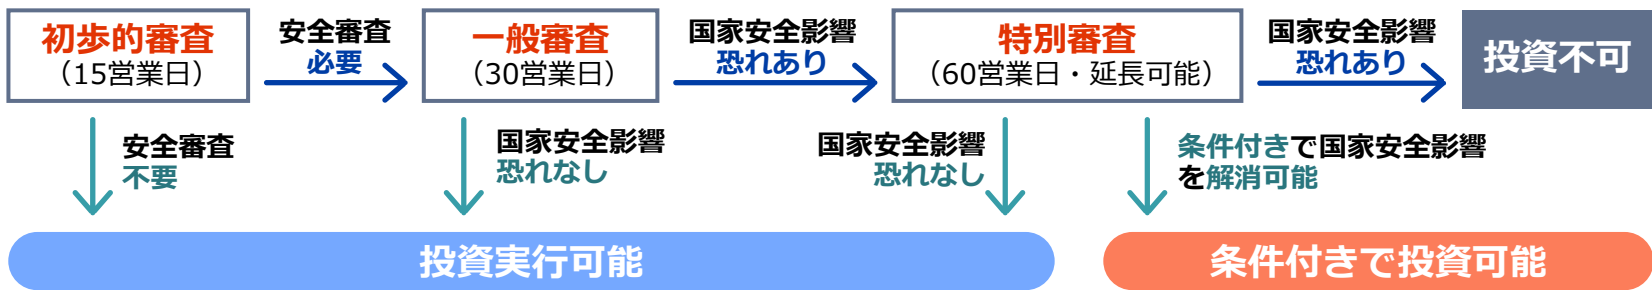 初歩的審査
（15営業日）
安全審査
必要
一般審査
（30営業日）
国家安全影響
恐れあり
特別審査
（60営業日・延長可能）
国家安全影響
恐れあり
投資不可
安全審査
不要
国家安全影響
恐れなし
国家安全影響
恐れなし
条件付きで国家安全影響
を解消可能
投資実行可能
条件付きで投資可能